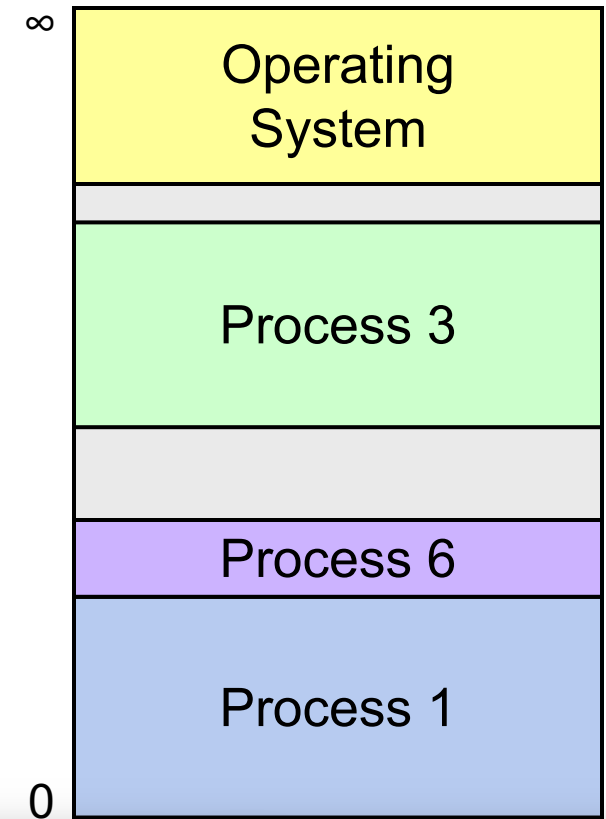 ∞
Operating
System
Process 3
Process 6
Process 1
0